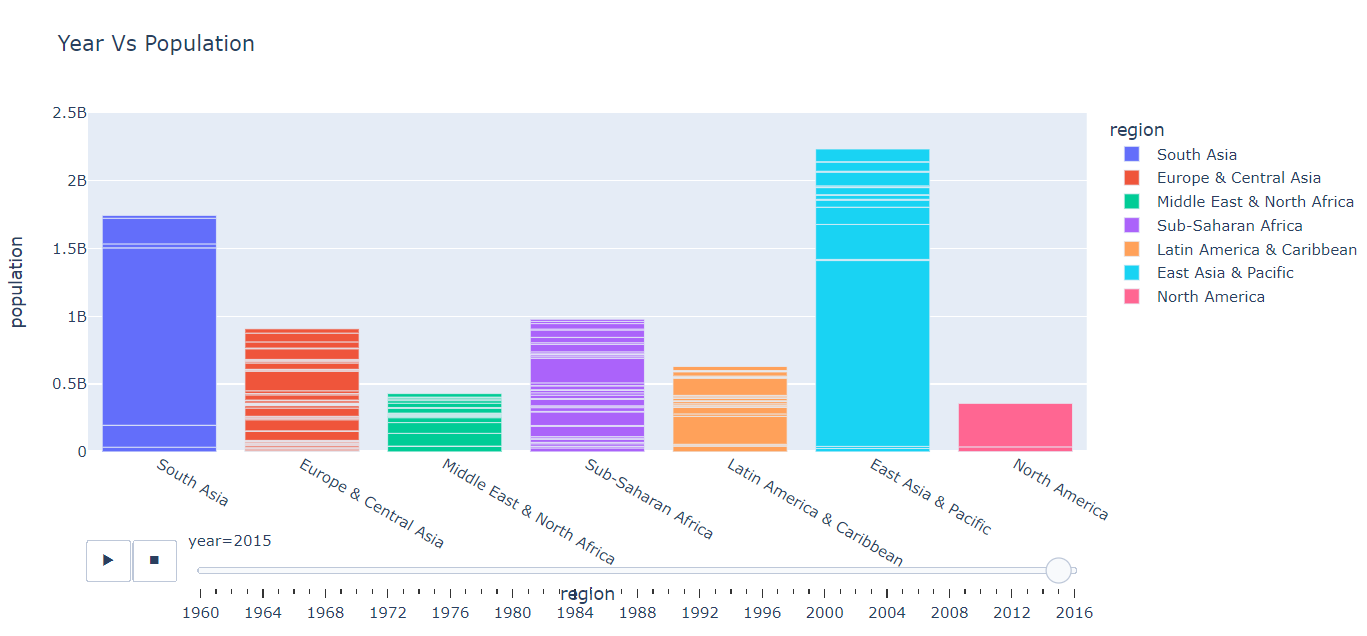 Year Vs Population
2.5B
2B
1.5B
1B
0.5B
0
population
region
South Asia
Europe & Central Asia
Middle East & North Africa
Sub-Saharan Africa
Latin America & Caribbean
East Asia & Pacific
North America
South Asia
Europe & Central Asia
Middle East & North Africa
Sub-Saharan Africa
Latin America & Caribbean
East Asia & Pacific
North America
year=2015
region
1960 1964 1968 1972 1976 1980 1984 1988 1992 1996 2000 2004 2008 2012 2016